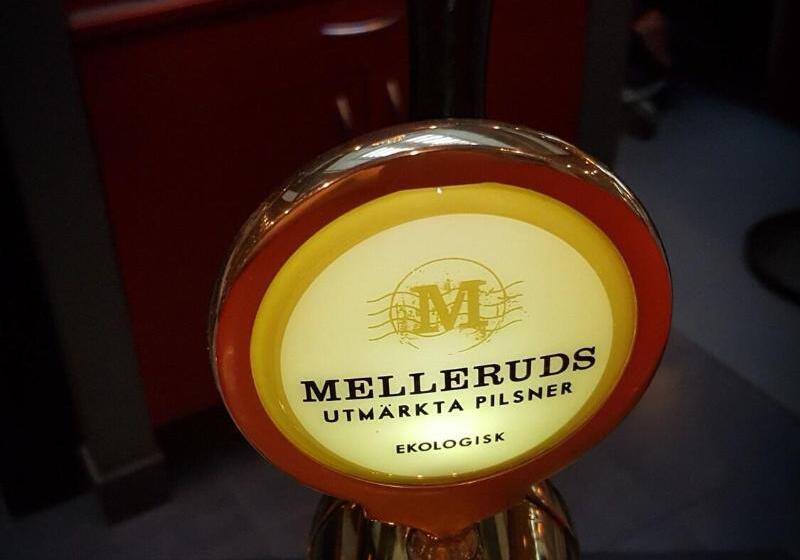 M
MELLERUDS
UTMÄRKTA PILSNER
EKOLOGISK